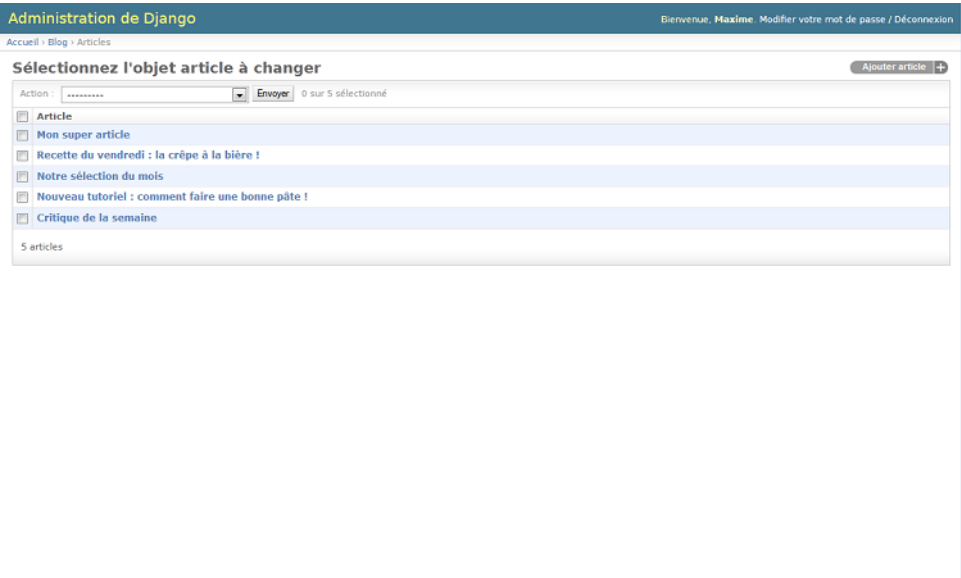 Administration de Django
Bienvenue, Maxime. Modifier votre mot de passe / Déconnexion
Accueil › Blog › Articles
Sélectionnez l'objet article à changer
Ajouter article +
Action : --------- Envoyer 0 sur 5 sélectionné
Article
Mon super article
Recette du vendredi : la crêpe à la bière !
Notre sélection du mois
Nouveau tutoriel : comment faire une bonne pâte !
Critique de la semaine
5 articles